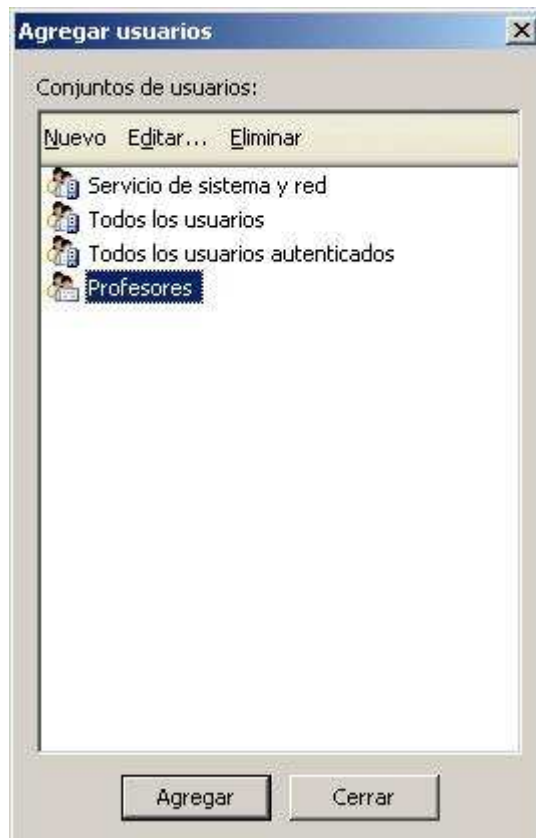 Agregar usuarios
Conjuntos de usuarios:
Nuevo Editar... Eliminar
Servicio de sistema y red
Todos los usuarios
Todos los usuarios autenticados
Profesores
Agregar Cerrar